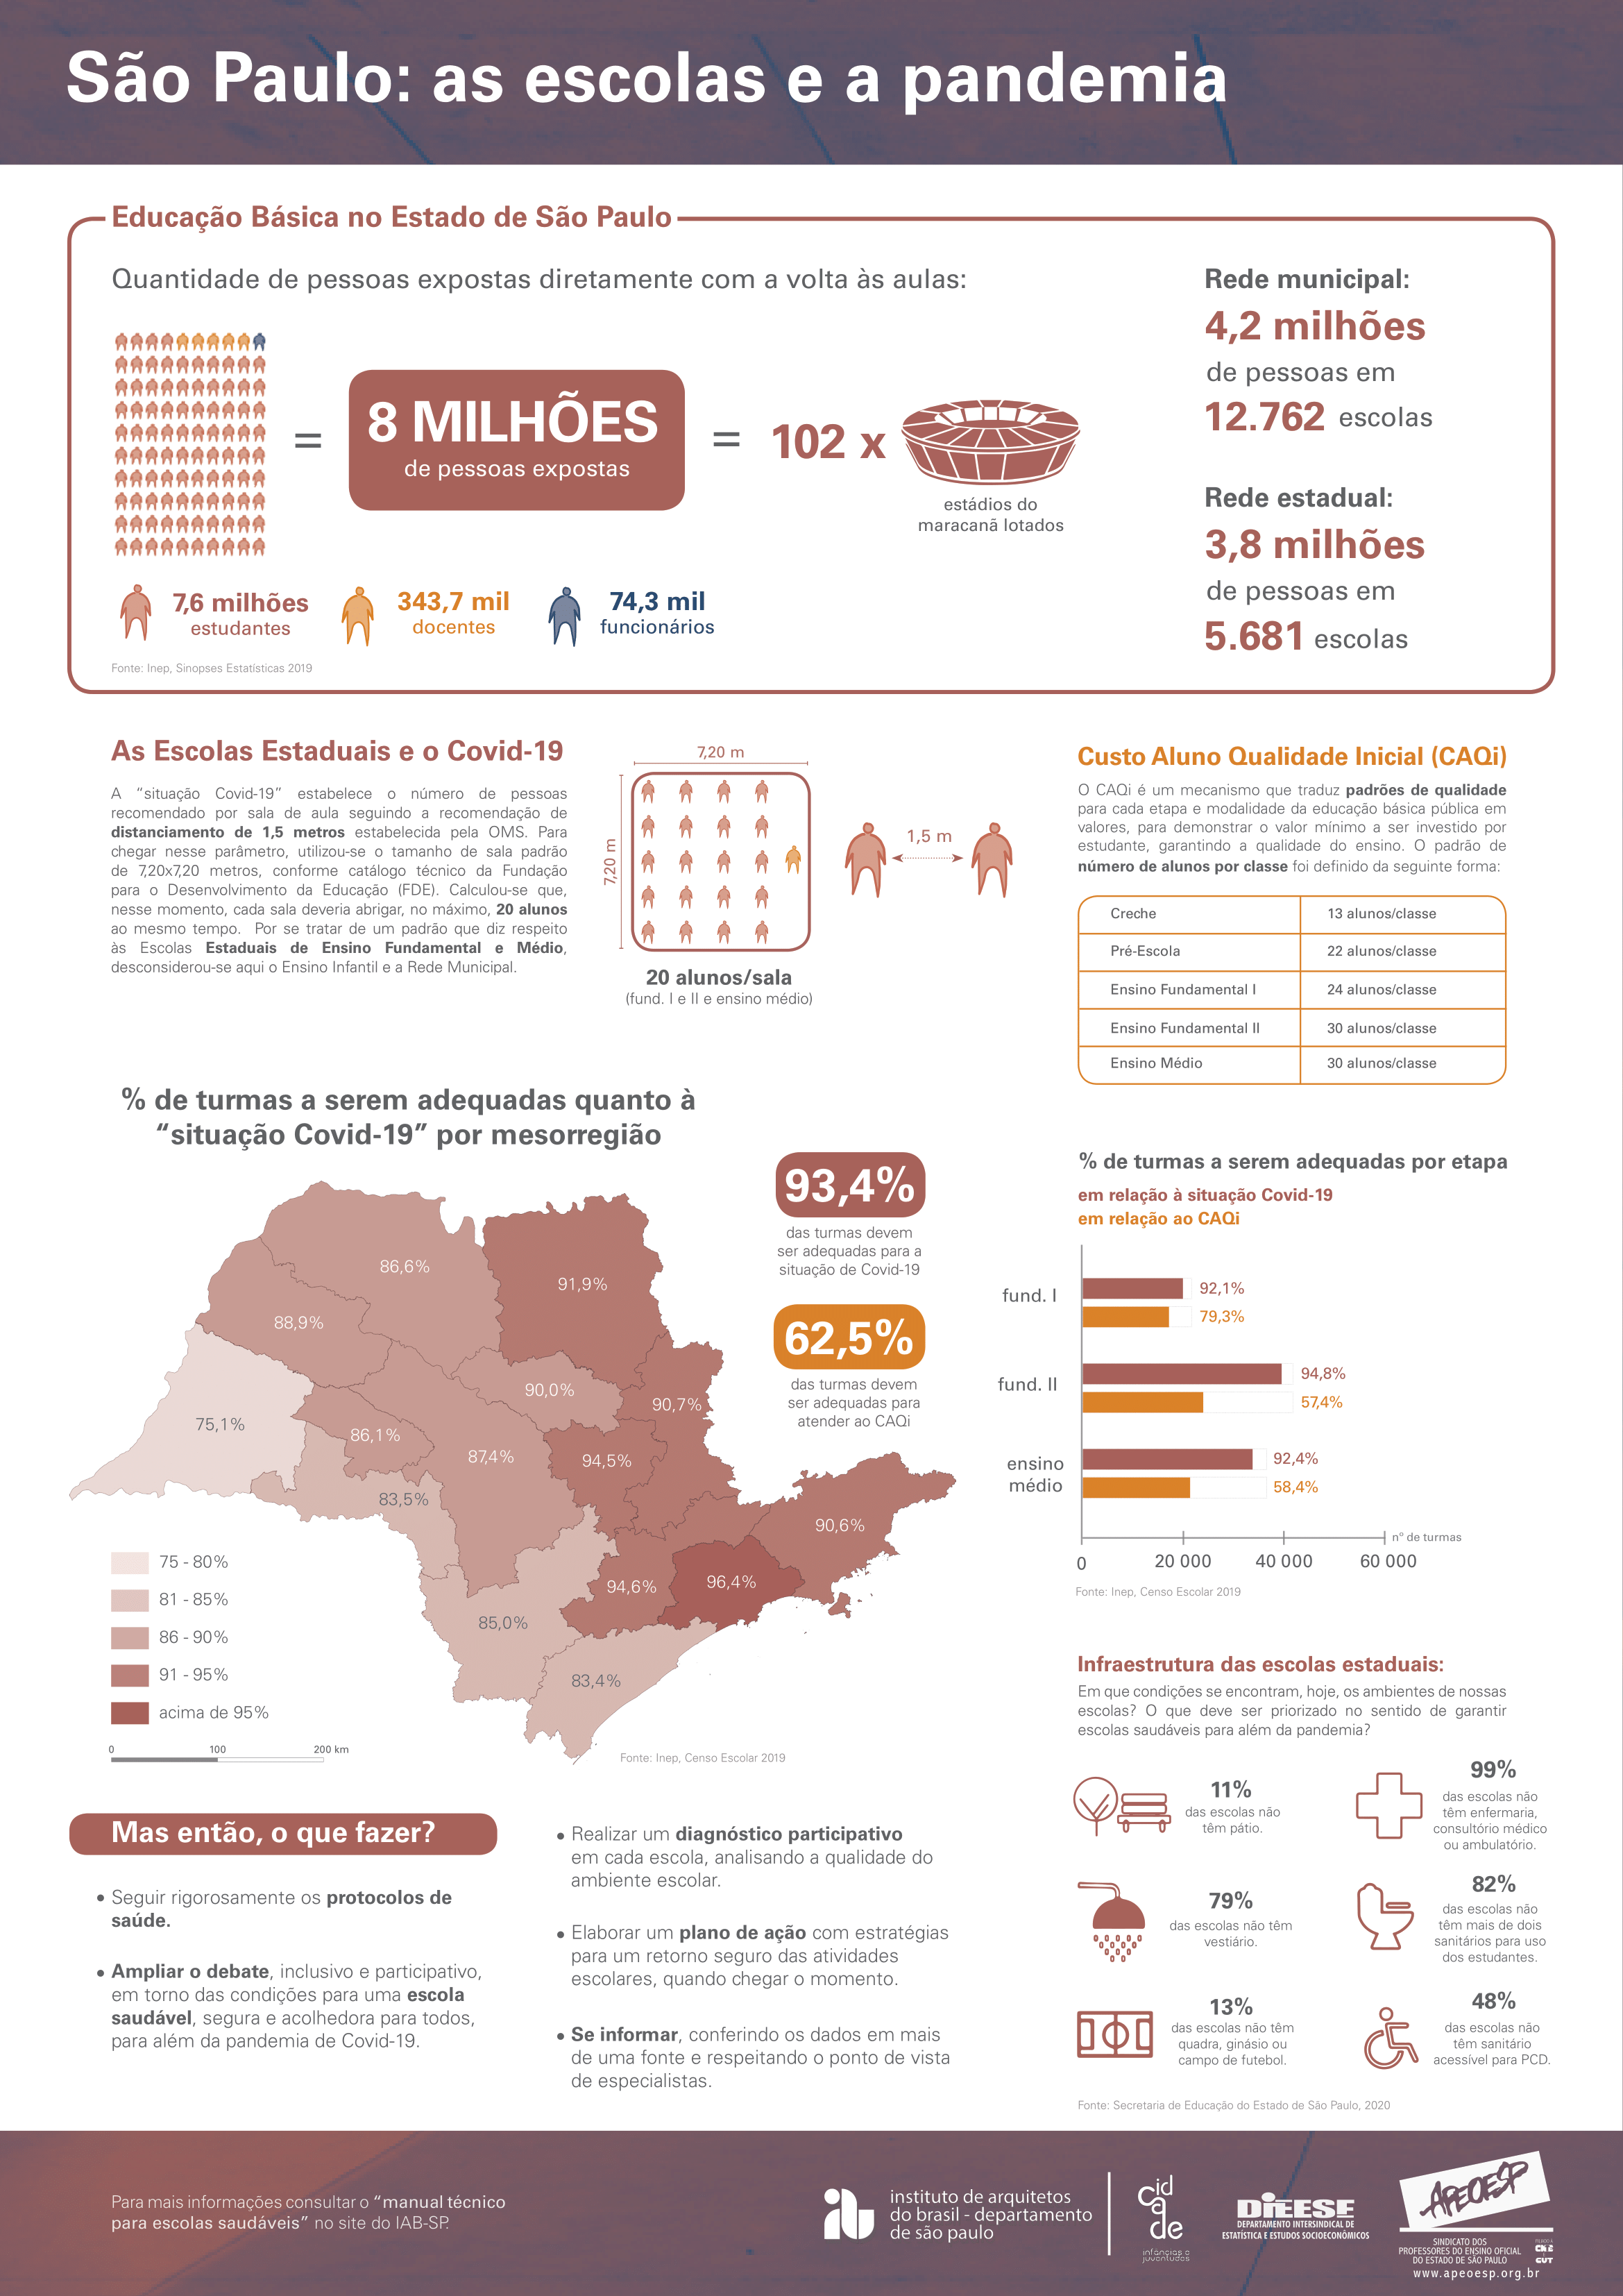 São Paulo: as escolas e a pandemia
Educação Básica no Estado de São Paulo
Quantidade de pessoas expostas diretamente com a volta às aulas:
=
8 MILHÕES
de pessoas expostas
=
102 x
estádios do
maracanã lotados
7,6 milhões
estudantes
343,7 mil
docentes
74,3 mil
funcionários
Fonte: Inep, Sinopses Estatísticas 2019
Rede municipal:
4,2 milhões
de pessoas em
12.762 escolas
Rede estadual:
3,8 milhões
de pessoas em
5.681 escolas
As Escolas Estaduais e o Covid-19
A “situação Covid-19” estabelece o número de pessoas
recomendado por sala de aula seguindo a recomendação de
distanciamento de 1,5 metros estabelecida pela OMS. Para
chegar nesse parâmetro, utilizou-se o tamanho de sala padrão
de 7,20x7,20 metros, conforme catálogo técnico da Fundação
para o Desenvolvimento da Educação (FDE). Calculou-se que,
nesse momento, cada sala deveria abrigar, no máximo, 20 alunos
ao mesmo tempo. Por se tratar de um padrão que diz respeito
às Escolas Estaduais de Ensino Fundamental e Médio,
desconsiderou-se aqui o Ensino Infantil e a Rede Municipal.
7,20 m
7,20 m
1,5 m
20 alunos/sala
(fund. I e II e ensino médio)
Custo Aluno Qualidade Inicial (CAQi)
O CAQi é um mecanismo que traduz padrões de qualidade
para cada etapa e modalidade da educação básica pública em
valores, para demonstrar o valor mínimo a ser investido por
estudante, garantindo a qualidade do ensino. O padrão de
número de alunos por classe foi definido da seguinte forma:
Creche 13 alunos/classe
Pré-Escola 22 alunos/classe
Ensino Fundamental I 24 alunos/classe
Ensino Fundamental II 30 alunos/classe
Ensino Médio 30 alunos/classe
% de turmas a serem adequadas quanto à
“situação Covid-19” por mesorregião
86,6%
91,9%
88,9%
90,0%
90,7%
75,1%
86,1%
87,4%
94,5%
83,5%
90,6%
94,6%
96,4%
85,0%
83,4%
75 - 80%
81 - 85%
86 - 90%
91 - 95%
acima de 95%
0 100 200 km
Fonte: Inep, Censo Escolar 2019
93,4%
das turmas devem
ser adequadas para a
situação de Covid-19
62,5%
das turmas devem
ser adequadas para
atender ao CAQi
% de turmas a serem adequadas por etapa
em relação à situação Covid-19
em relação ao CAQi
fund. I
92,1%
79,3%
fund. II
94,8%
57,4%
ensino
médio
92,4%
58,4%
nº de turmas
0 20 000 40 000 60 000
Fonte: Inep, Censo Escolar 2019
Infraestrutura das escolas estaduais:
Em que condições se encontram, hoje, os ambientes de nossas
escolas? O que deve ser priorizado no sentido de garantir
escolas saudáveis para além da pandemia?
11%
das escolas não
têm pátio.
99%
das escolas não
têm enfermaria,
consultório médico
ou ambulatório.
79%
das escolas não têm
vestiário.
82%
das escolas não
têm mais de dois
sanitários para uso
dos estudantes.
13%
das escolas não têm
quadra, ginásio ou
campo de futebol.
48%
das escolas não
têm sanitário
acessível para PCD.
Fonte: Secretaria de Educação do Estado de São Paulo, 2020
Mas então, o que fazer?
• Seguir rigorosamente os protocolos de
saúde.
• Ampliar o debate, inclusivo e participativo,
em torno das condições para uma escola
saudável, segura e acolhedora para todos,
para além da pandemia de Covid-19.
• Realizar um diagnóstico participativo
em cada escola, analisando a qualidade do
ambiente escolar.
• Elaborar um plano de ação com estratégias
para um retorno seguro das atividades
escolares, quando chegar o momento.
• Se informar, conferindo os dados em mais
de uma fonte e respeitando o ponto de vista
de especialistas.
Para mais informações consultar o “manual técnico
para escolas saudáveis” no site do IAB-SP.
instituto de arquitetos
do brasil - departamento
de são paulo
cidade
infâncias e
juventudes
DIEESE
DEPARTAMENTO INTERSINDICAL DE
ESTATÍSTICA E ESTUDOS SOCIOECONÔMICOS
APEOESP
SINDICATO DOS
PROFESSORES DO ENSINO OFICIAL
DO ESTADO DE SÃO PAULO
CUT
www.apeoesp.org.br